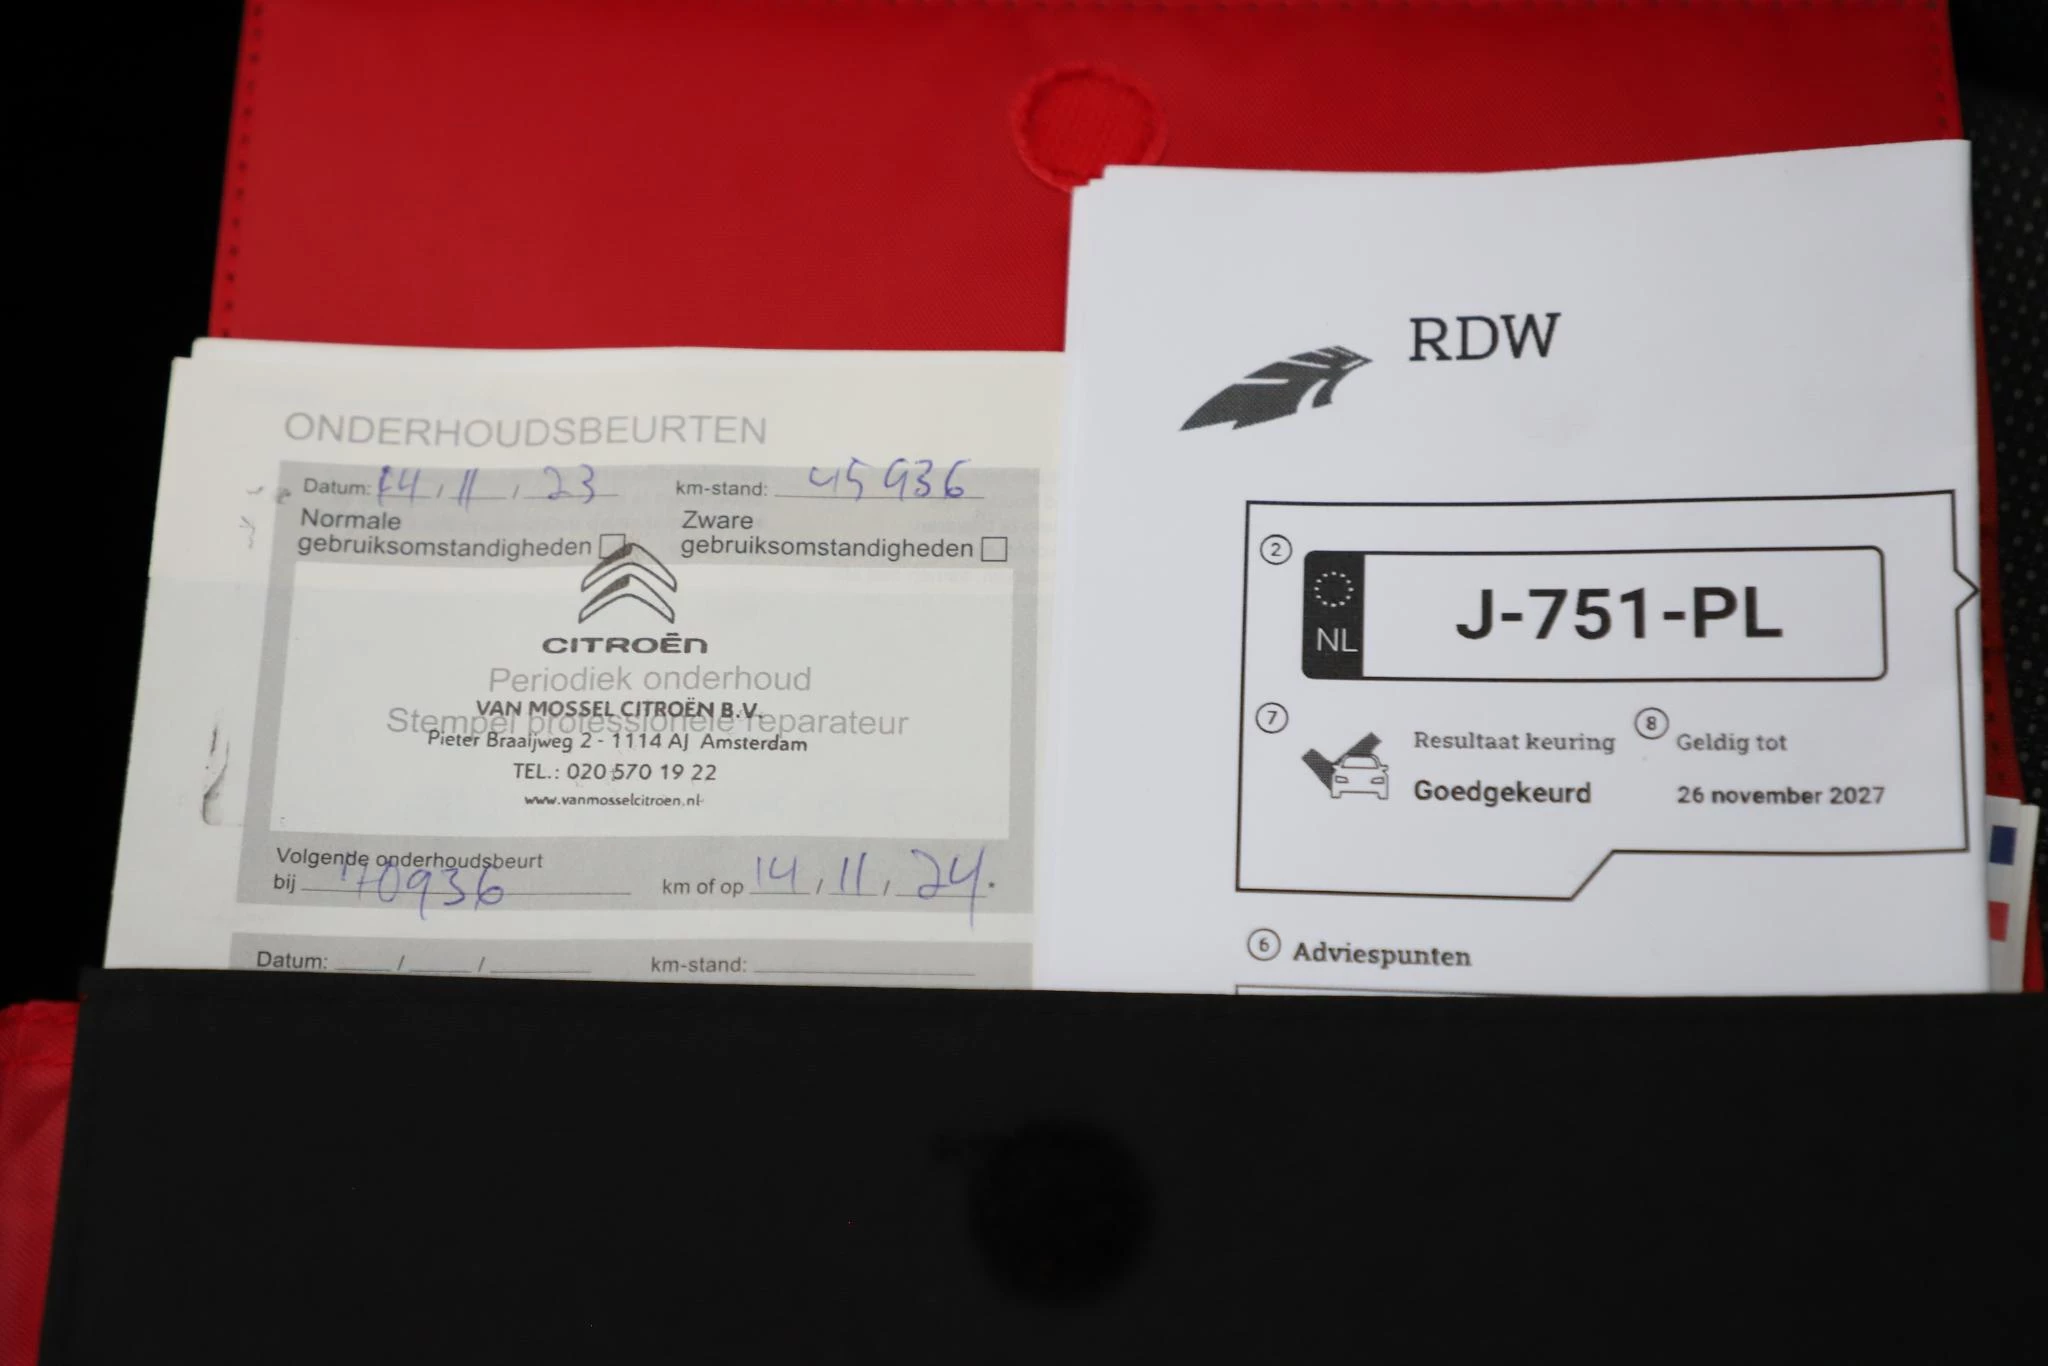 ONDERHOUDSBEURTEN
Datum: 14 / 11 / 23 km-stand: 45936
Normale gebruiksomstandigheden
Zware gebruiksomstandigheden
CITROËN
Periodiek onderhoud
VAN MOSSEL CITROËN B.V.
Stempel professionele reparateur
Pieter Braaijweg 2 - 1114 AJ Amsterdam
TEL.: 020 570 19 22
www.vanmosselcitroen.nl
Volgende onderhoudsbeurt
bij 70936 km of op 14 / 11 / 24.
Datum: / / km-stand:
RDW
2
NL J-751-PL
7 Resultaat keuring
Goedgekeurd
8 Geldig tot
26 november 2027
6 Adviespunten